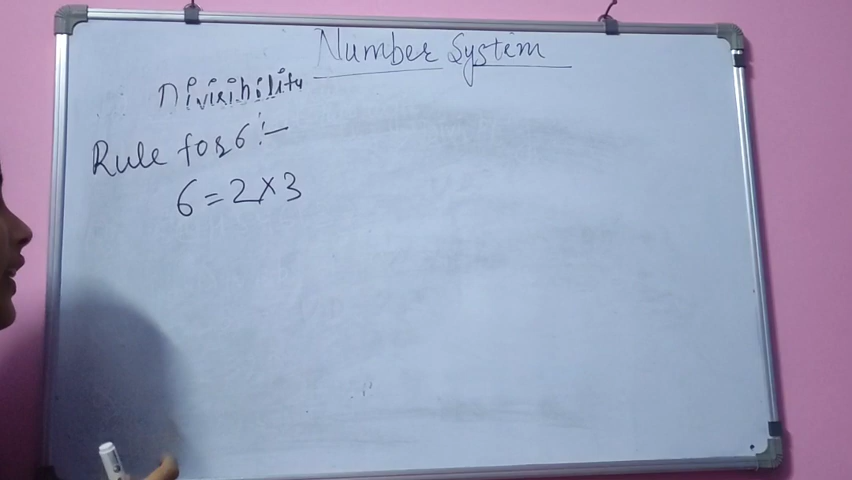 Number System
Divisibility
Rule for 6 :-
6 = 2 × 3